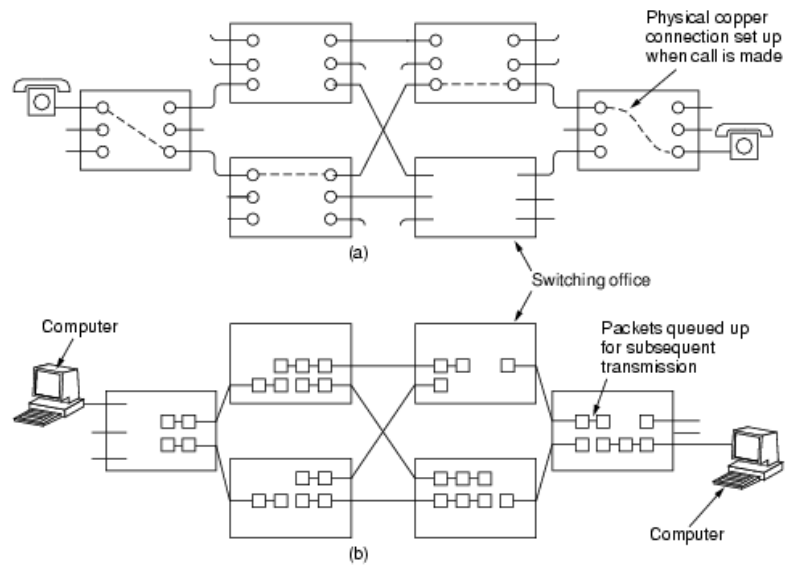 Physical copper
connection set up
when call is made
(a)
Switching office
Computer
Packets queued up
for subsequent
transmission
Computer
(b)